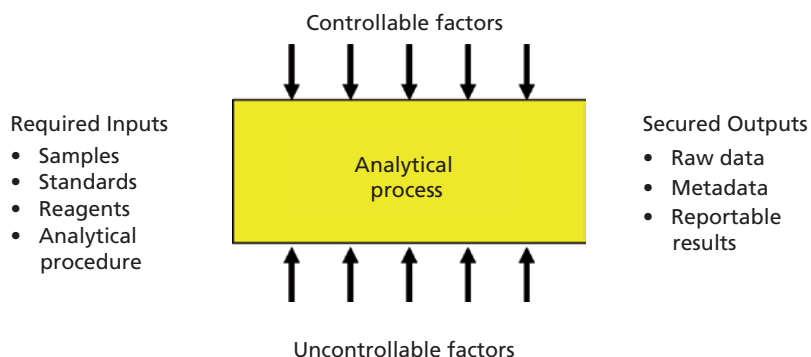 Controllable factors
Required Inputs
• Samples
• Standards
• Reagents
• Analytical
procedure
Analytical
process
Secured Outputs
• Raw data
• Metadata
• Reportable
results
Uncontrollable factors